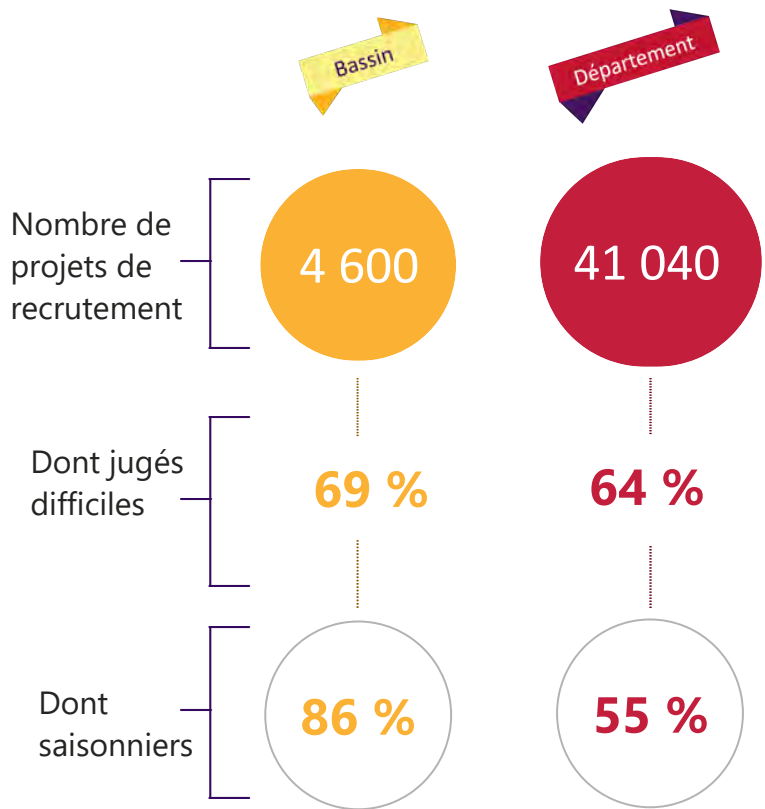 Bassin
Département
Nombre de
projets de
recrutement
4 600
41 040
Dont jugés
difficiles
69 %
64 %
Dont
saisonniers
86 %
55 %